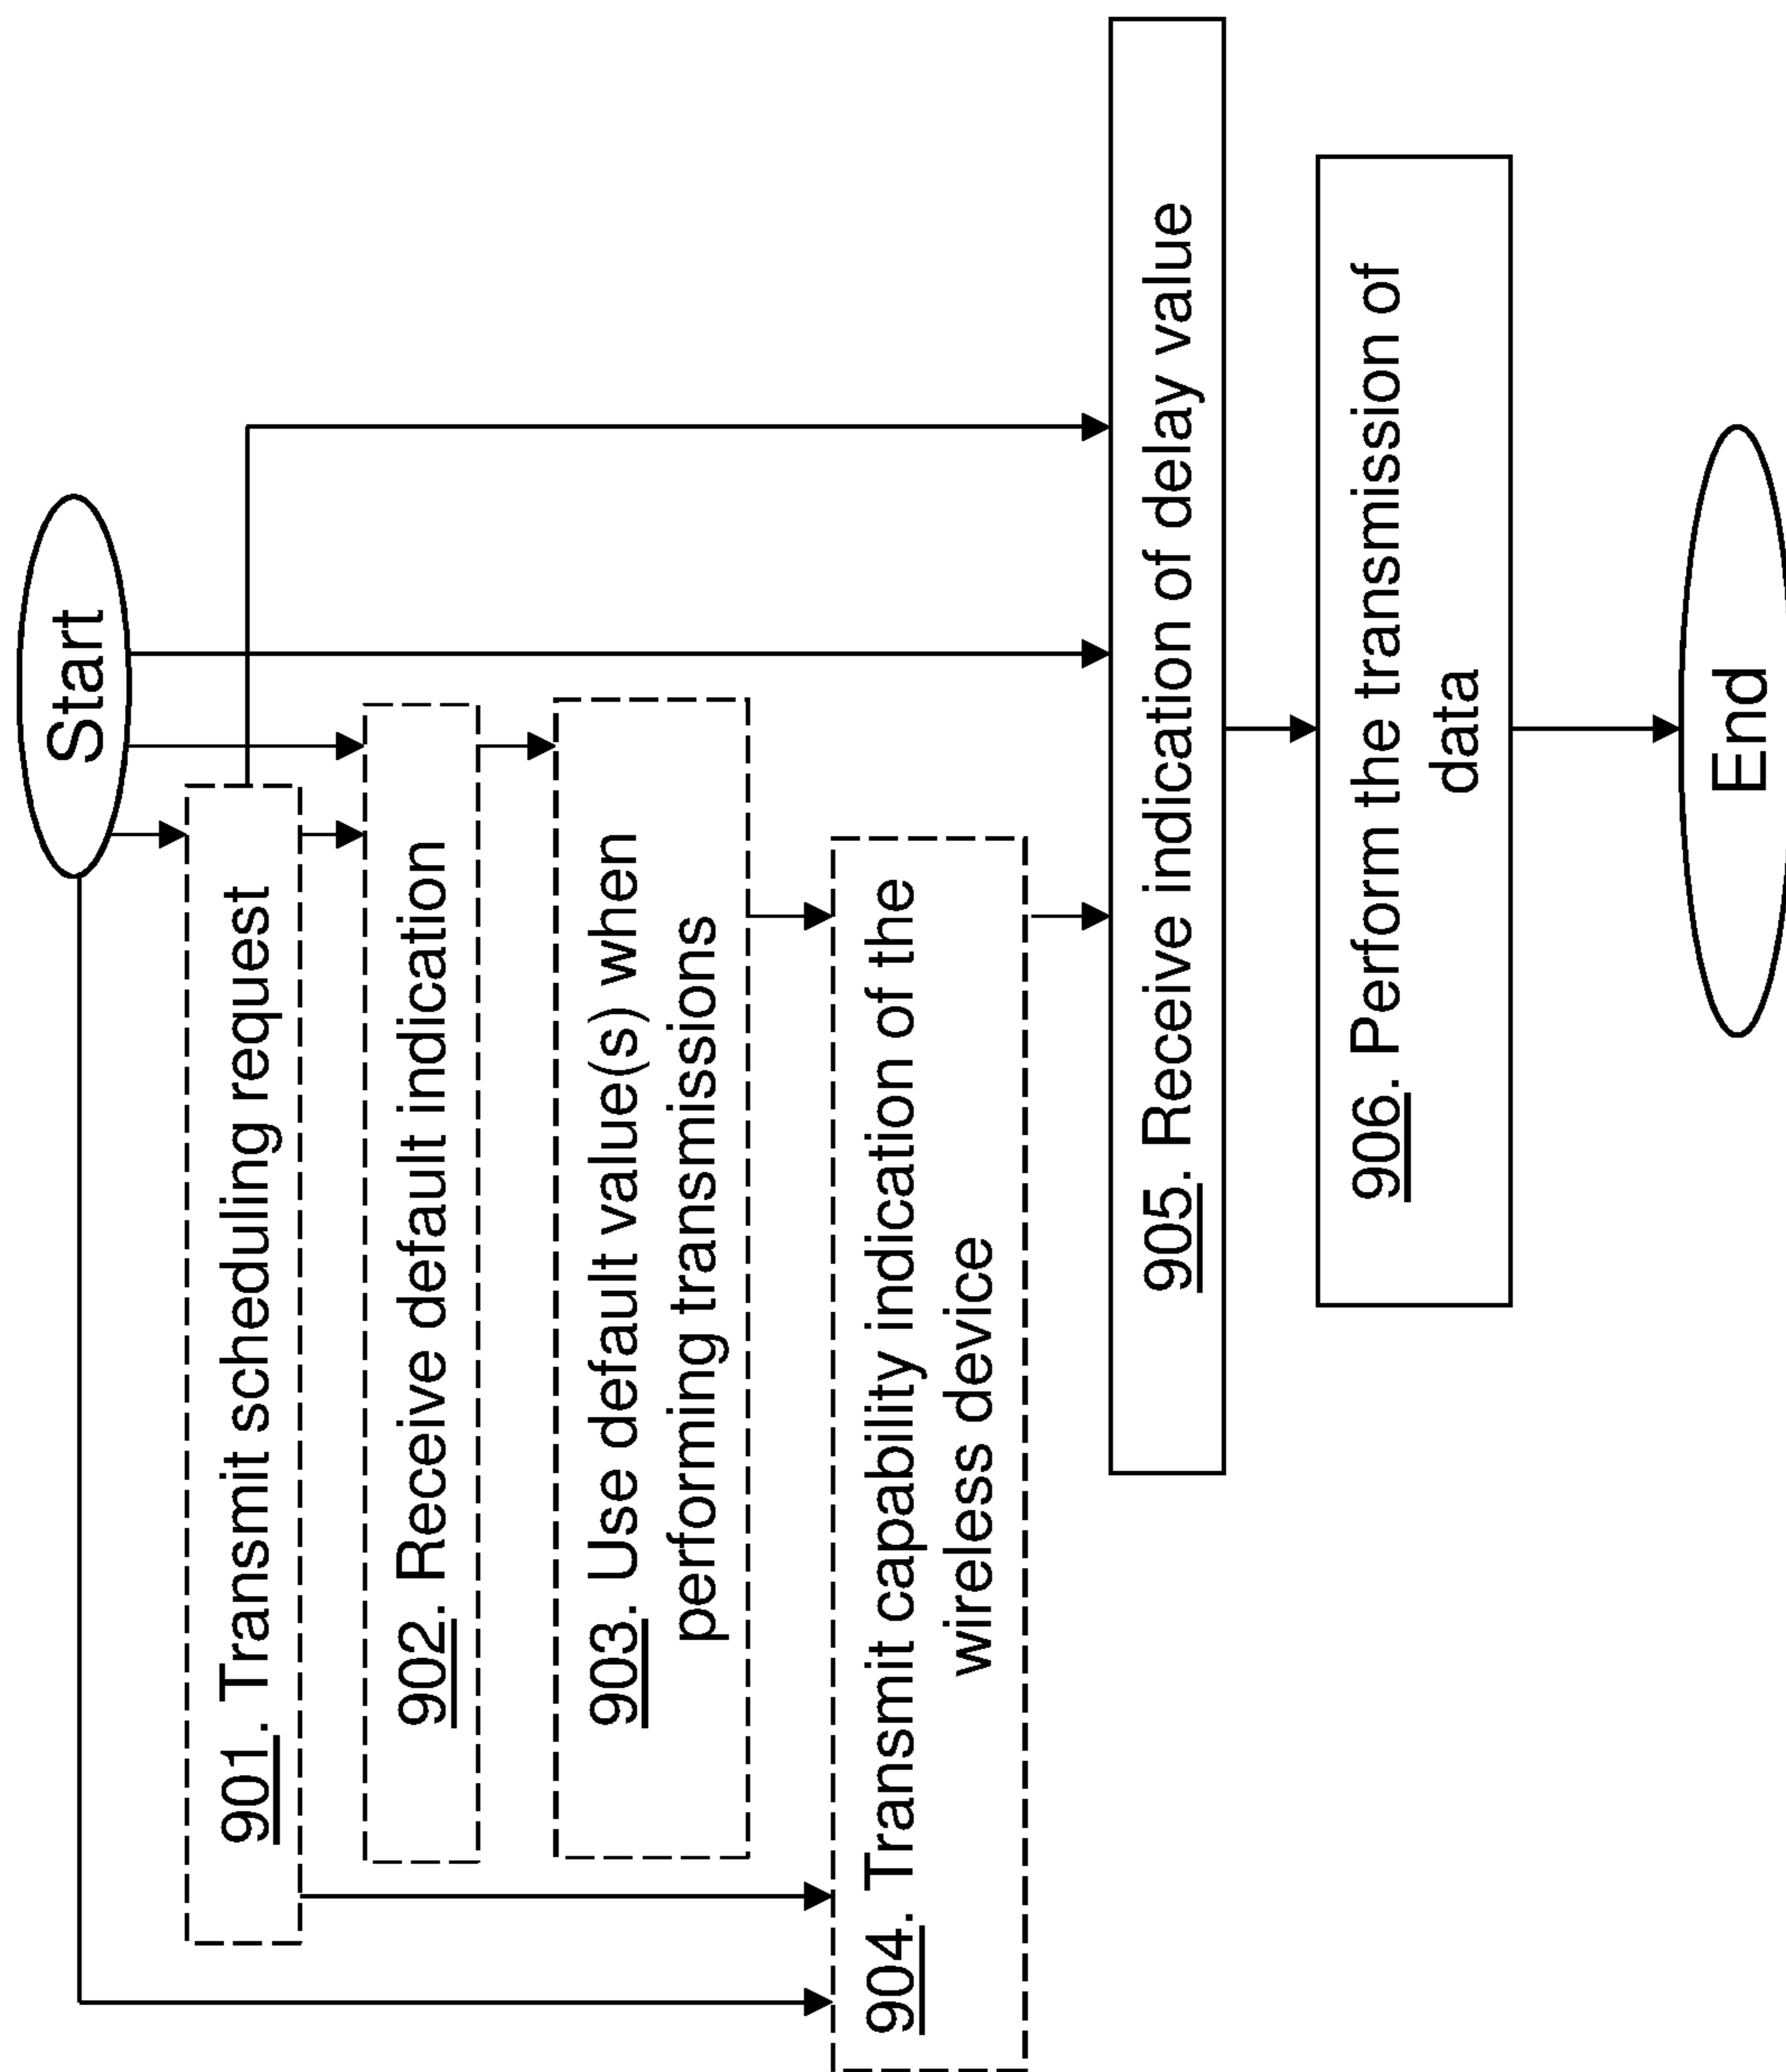 Start
901. Transmit scheduling request
902. Receive default indication
903. Use default value(s) when
performing transmissions
904. Transmit capability indication of the
wireless device
905. Receive indication of delay value
906. Perform the transmission of
data
End